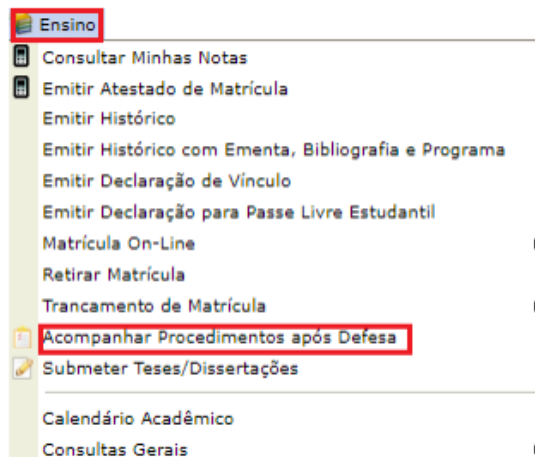 Ensino
Consultar Minhas Notas
Emitir Atestado de Matrícula
Emitir Histórico
Emitir Histórico com Ementa, Bibliografia e Programa
Emitir Declaração de Vínculo
Emitir Declaração para Passe Livre Estudantil
Matrícula On-Line
Retirar Matrícula
Trancamento de Matrícula
Acompanhar Procedimentos após Defesa
Submeter Teses/Dissertações
Calendário Acadêmico
Consultas Gerais